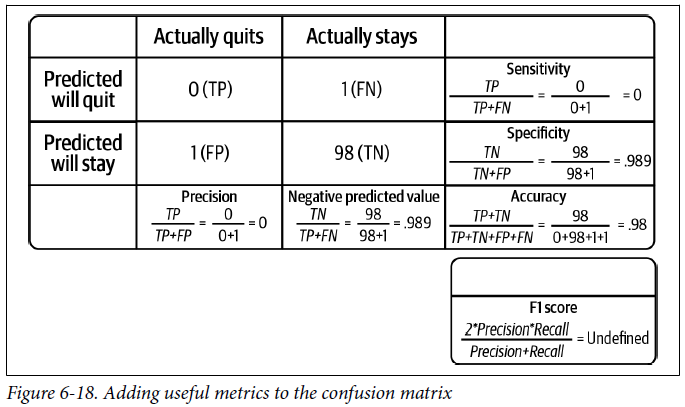 Actually quits Actually stays
Predicted will quit 0 (TP) 1 (FN)
Sensitivity
TP/TP+FN = 0/0+1 = 0
Predicted will stay 1 (FP) 98 (TN)
Specificity
TN/TN+FP = 98/98+1 = .989
Precision
TP/TP+FP = 0/0+1 = 0
Negative predicted value
TN/TP+FN = 98/98+1 = .989
Accuracy
TP+TN/TP+TN+FP+FN = 98/0+98+1+1 = .98
F1 score
2*Precision*Recall/Precision+Recall = Undefined
Figure 6-18. Adding useful metrics to the confusion matrix